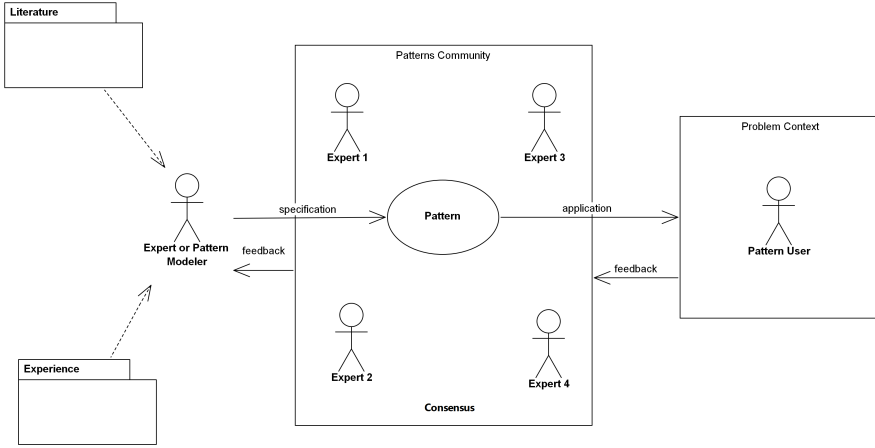 Literature
Patterns Community
Expert 1
Expert 3
Problem Context
specification
Pattern
application
Expert or Pattern
Modeler
feedback
Pattern User
feedback
Expert 2
Expert 4
Experience
Consensus